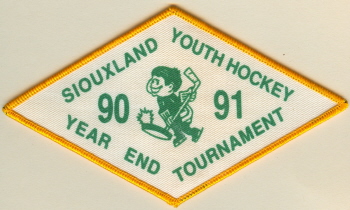 SIOUXLAND YOUTH HOCKEY
90 91
YEAR END TOURNAMENT